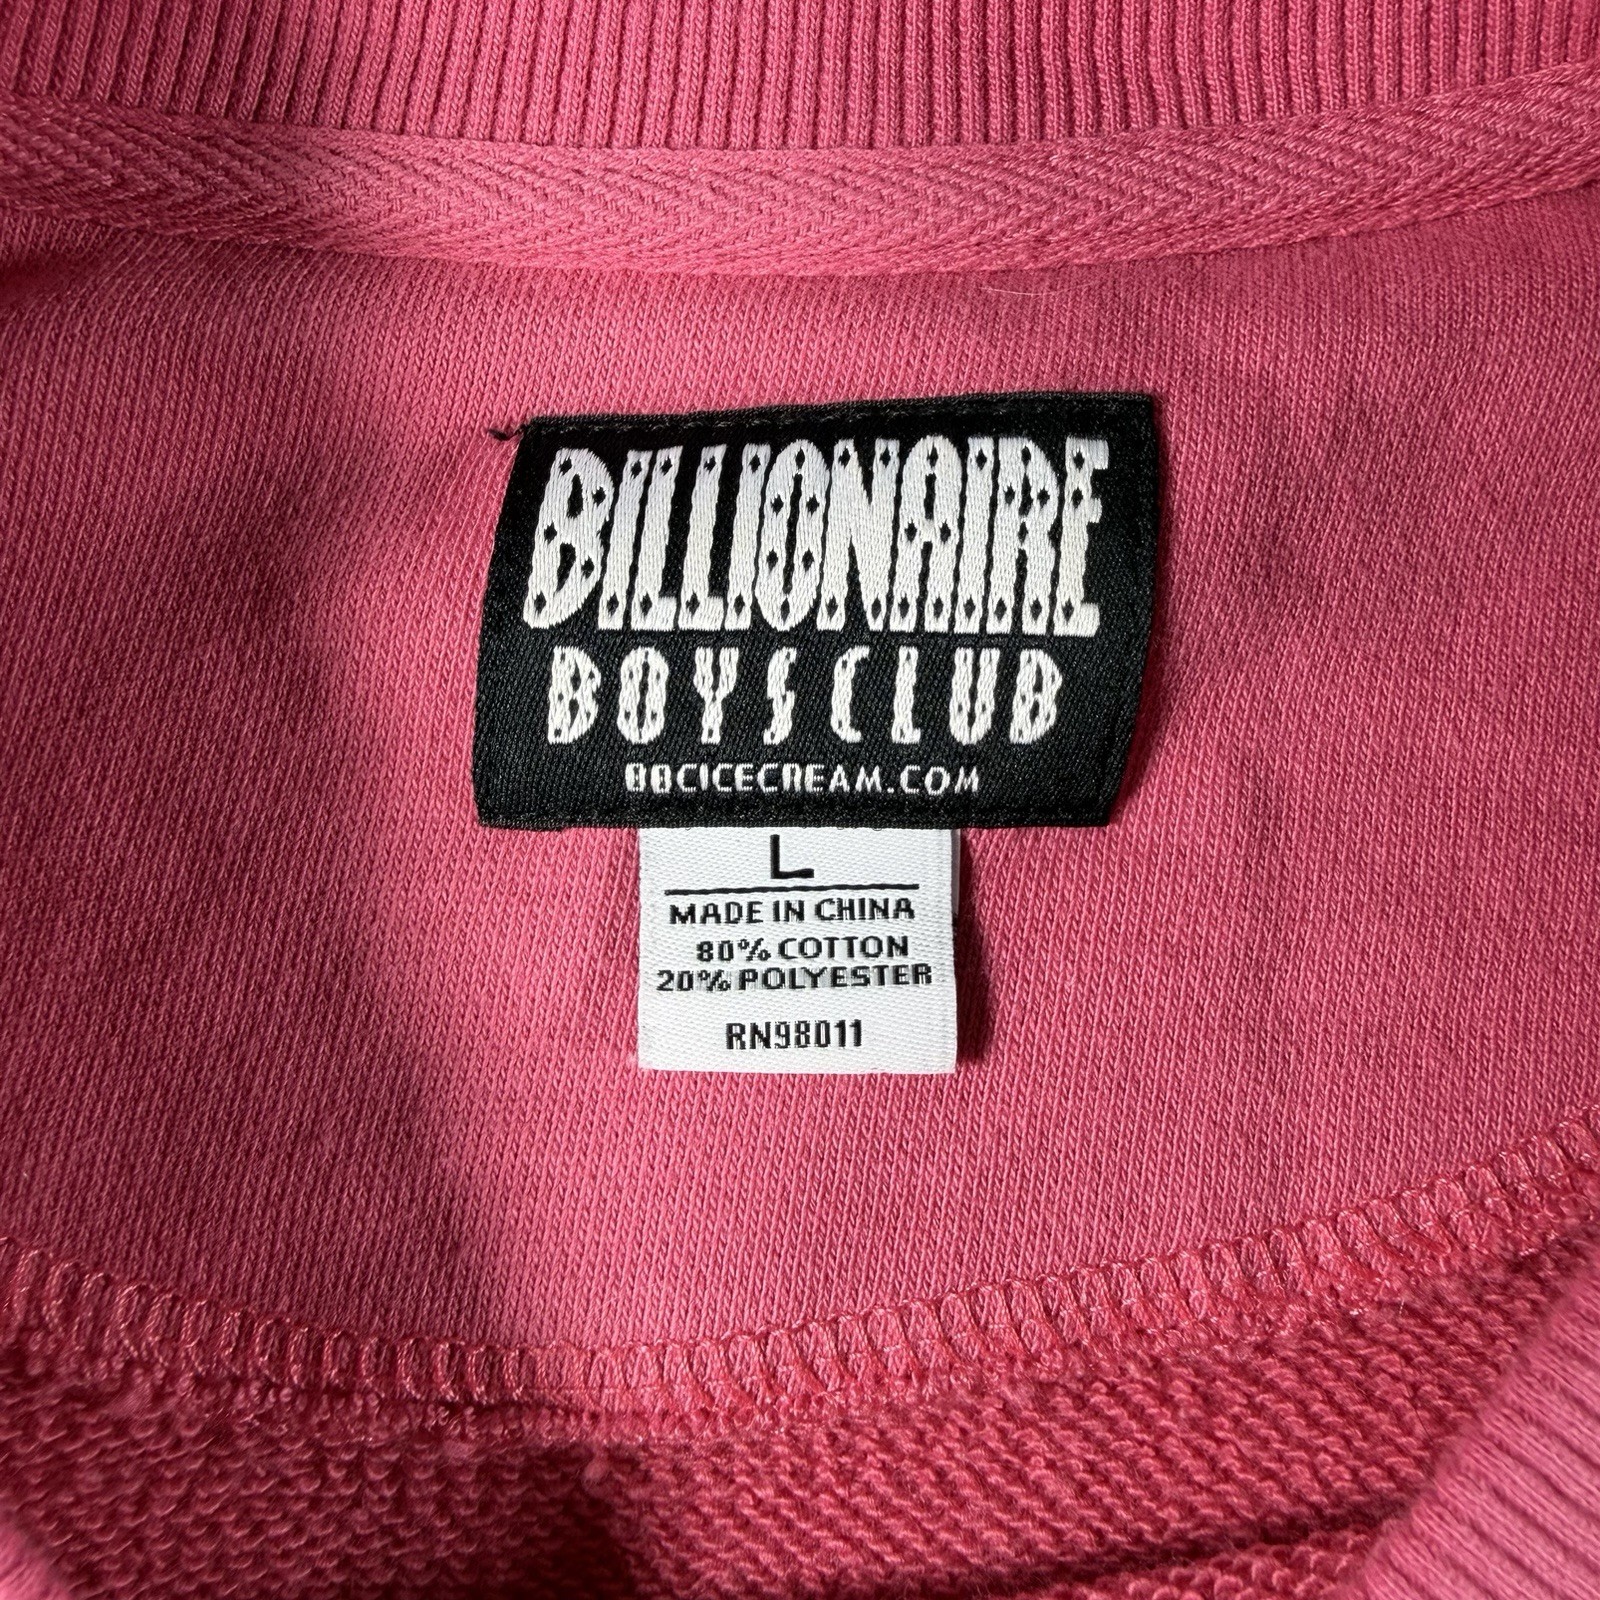 BILLIONAIRE
BOYS CLUB
BBCICECREAM.COM
L
MADE IN CHINA
80% COTTON
20% POLYESTER
RN98011